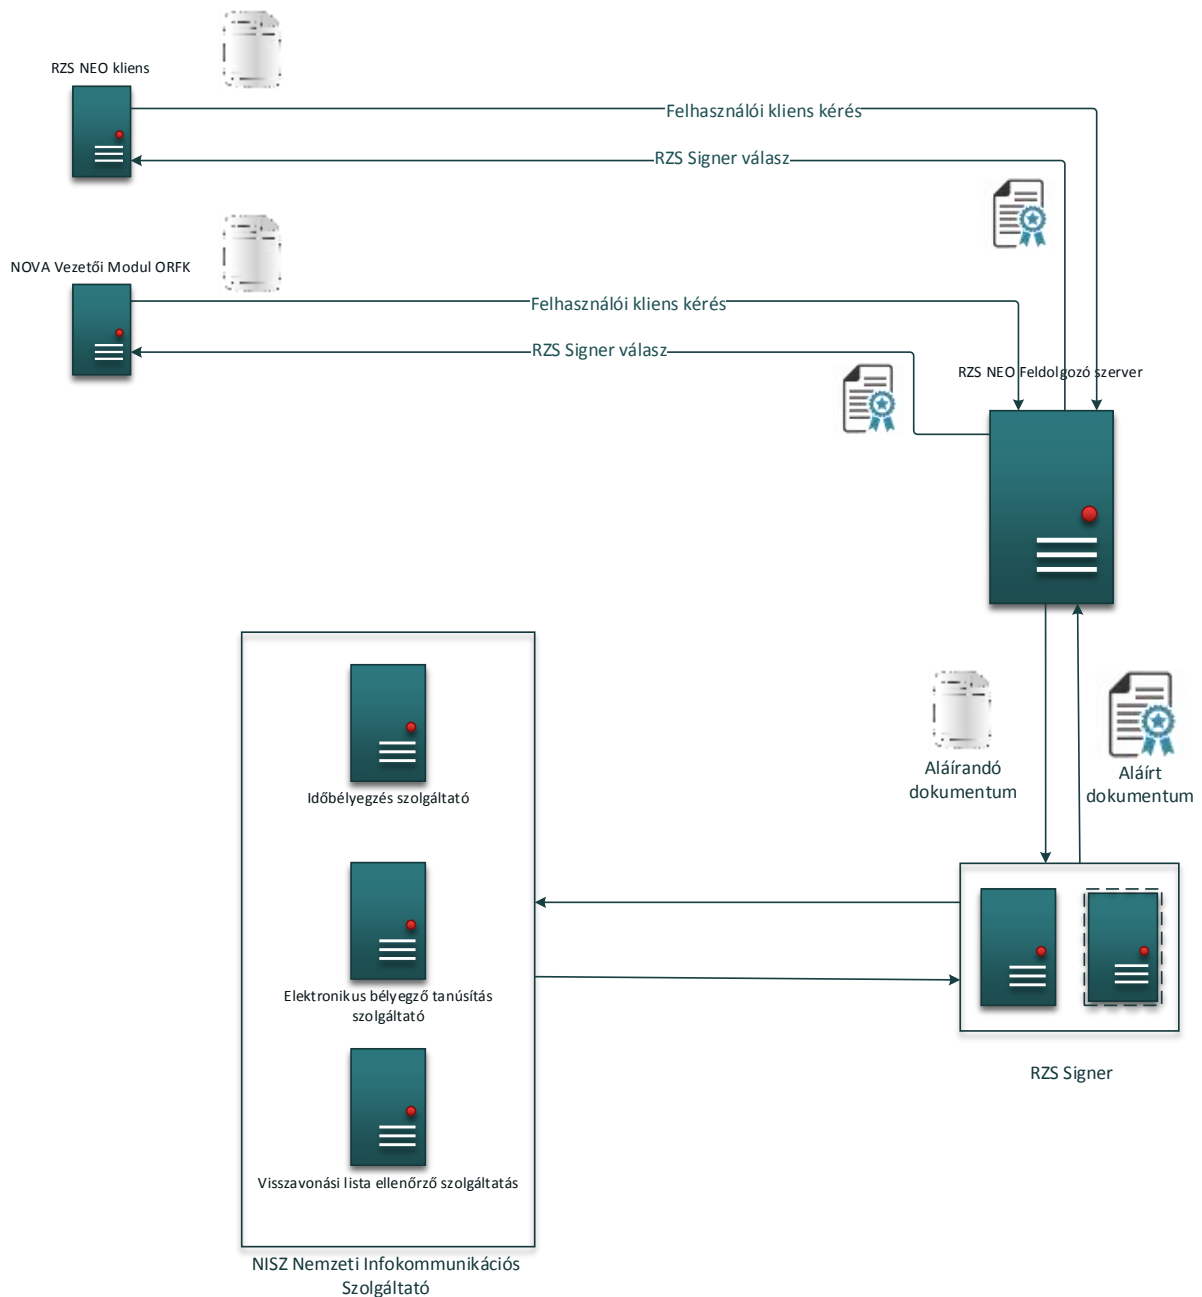 RZS NEO kliens
Felhasználói kliens kérés
RZS Signer válasz
NOVA Vezetői Modul ORFK
Felhasználói kliens kérés
RZS Signer válasz
RZS NEO Feldolgozó szerver
Aláírandó
dokumentum
Aláírt
dokumentum
Időbélyegzés szolgáltató
Elektronikus bélyegző tanúsítás
szolgáltató
RZS Signer
Visszavonási lista ellenőrző szolgáltatás
NISZ Nemzeti Infokommunikációs
Szolgáltató